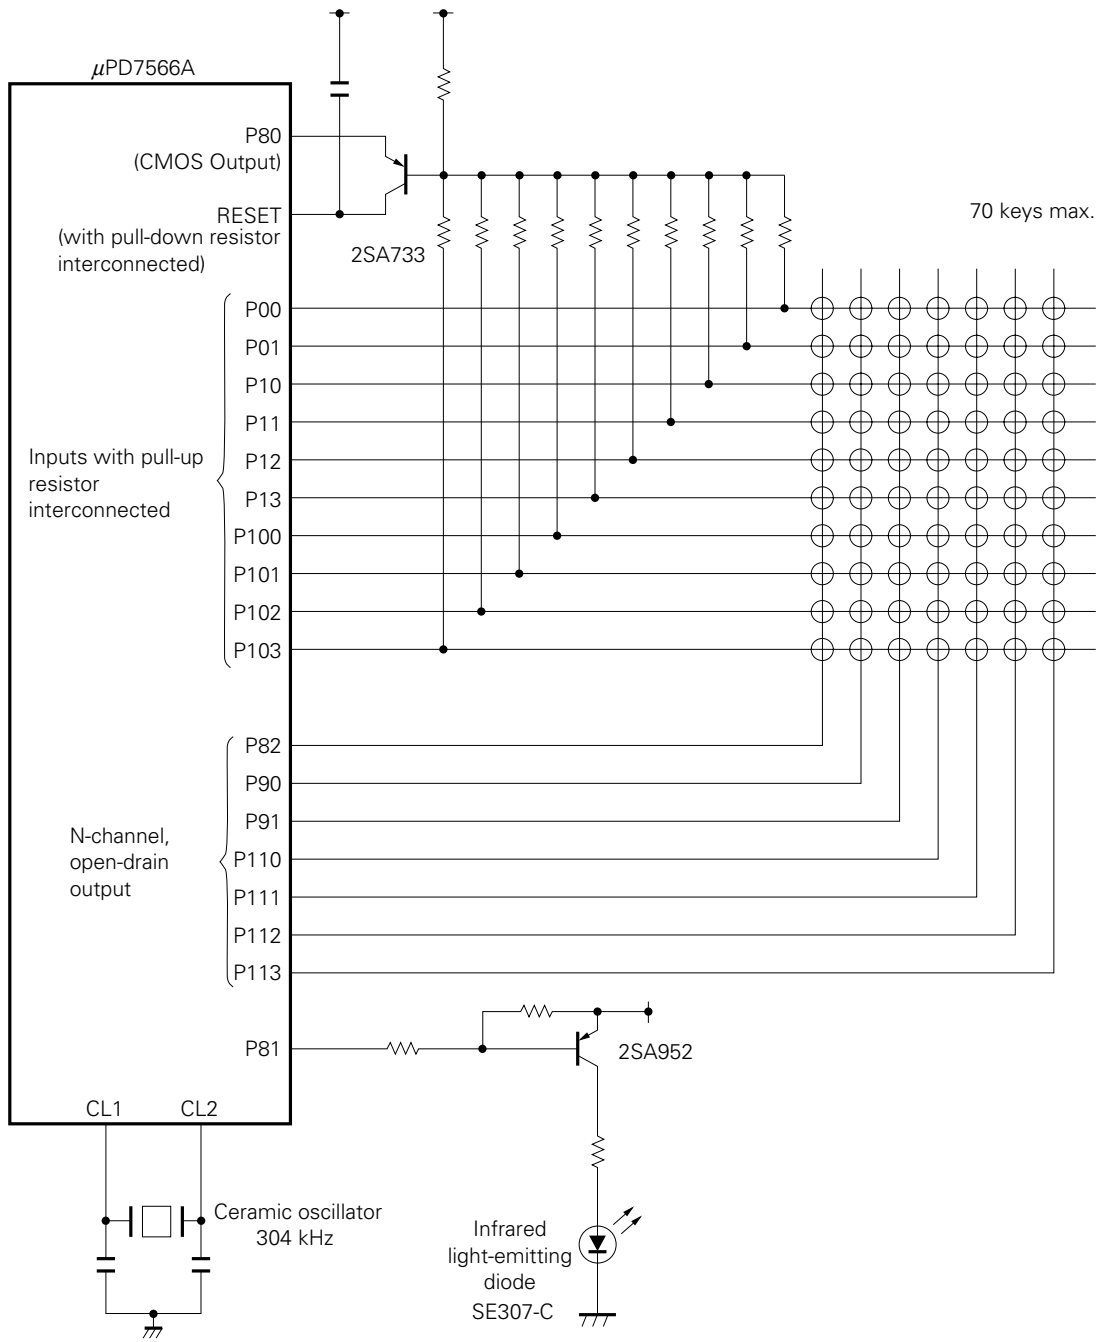 μPD7566A
P80
(CMOS Output)
RESET
(with pull-down resistor
interconnected)
2SA733
70 keys max.
P00
P01
P10
P11
Inputs with pull-up
resistor
interconnected
P12
P13
P100
P101
P102
P103
P82
P90
P91
N-channel,
open-drain
output
P110
P111
P112
P113
P81
2SA952
CL1 CL2
Ceramic oscillator
304 kHz
Infrared
light-emitting
diode
SE307-C